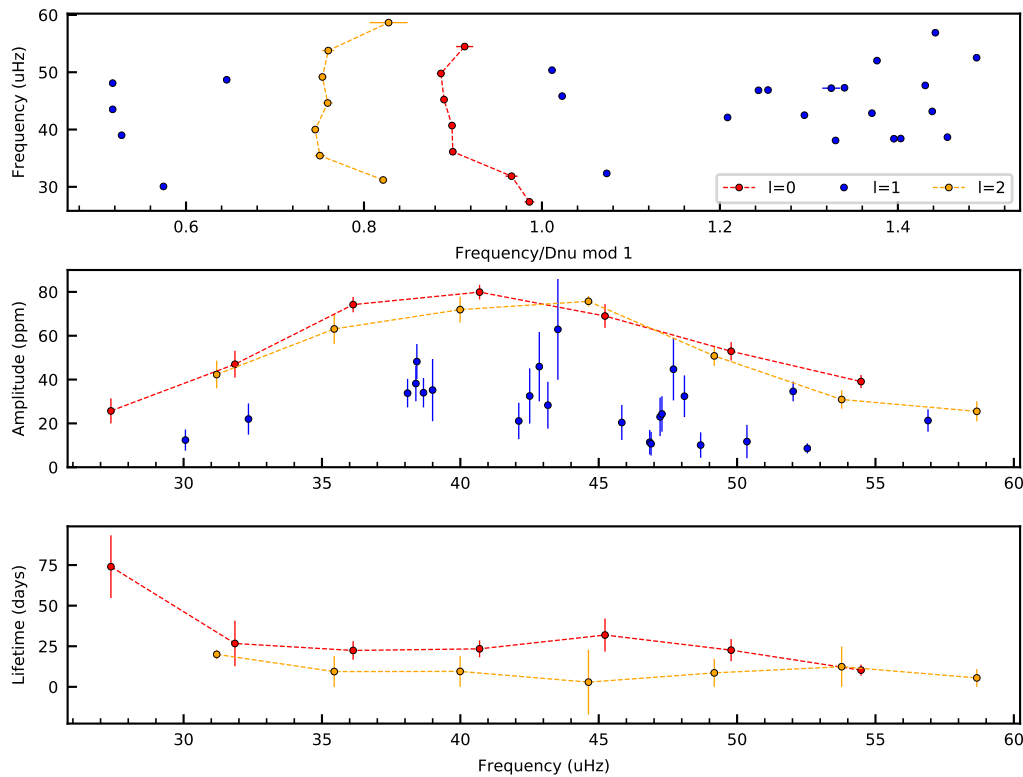 60
50
40
30
Frequency (uHz)
l=0 l=1 l=2
0.6 0.8 1.0 1.2 1.4
Frequency/Dnu mod 1
80
60
40
20
0
Amplitude (ppm)
30 35 40 45 50 55 60
75
50
25
0
Lifetime (days)
30 35 40 45 50 55 60
Frequency (uHz)